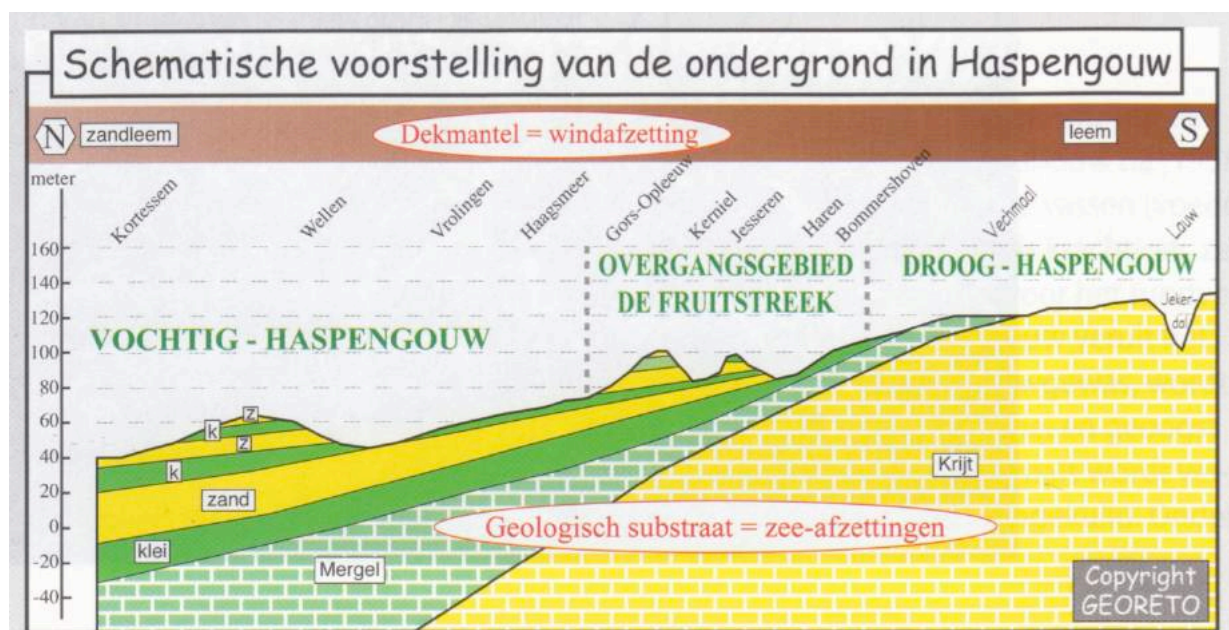 Schematische voorstelling van de ondergrond in Haspengouw
N
zandleem
Dekmantel = windafzetting
leem
S
meter
Kortessem
Wellen
Vrolingen
Haagsmeer
Gors-Opleeuw
Kerniel
Jesseren
Haren
Bommershoven
Vechmaal
Lauw
160
140
120
100
80
60
40
20
0
-20
-40
VOCHTIG - HASPENGOUW
OVERGANGSGEBIED
DE FRUITSTREEK
DROOG - HASPENGOUW
Jeker-
dal
z
k
z
k
zand
klei
Mergel
Krijt
Geologisch substraat = zee-afzettingen
Copyright
GEORETO